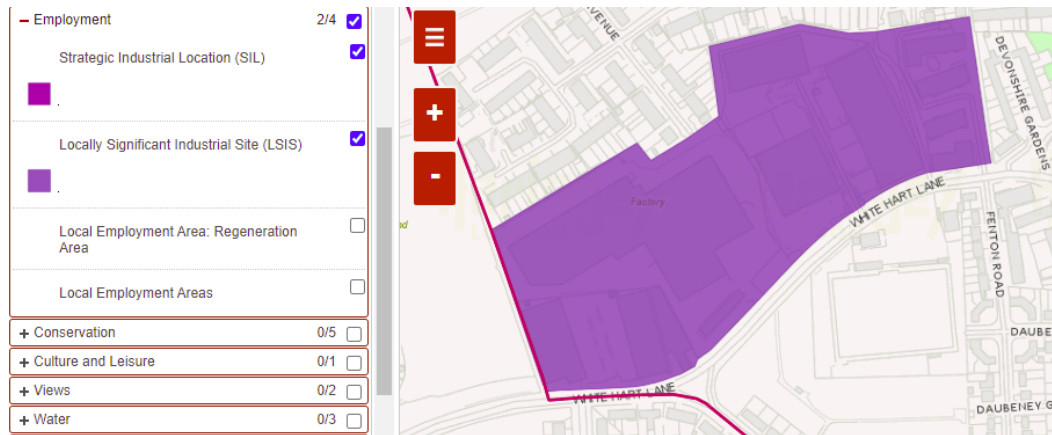 − Employment 2/4
Strategic Industrial Location (SIL)
.
Locally Significant Industrial Site (LSIS)
.
Local Employment Area: Regeneration
Area
Local Employment Areas
+ Conservation 0/5
+ Culture and Leisure 0/1
+ Views 0/2
+ Water 0/3
☰
+
-
VENUE
DEVONSHIRE GARDENS
Factory
WHITE HART LANE
FENTON ROAD
DAUBE
WHITE HART LANE
DAUBENEY G